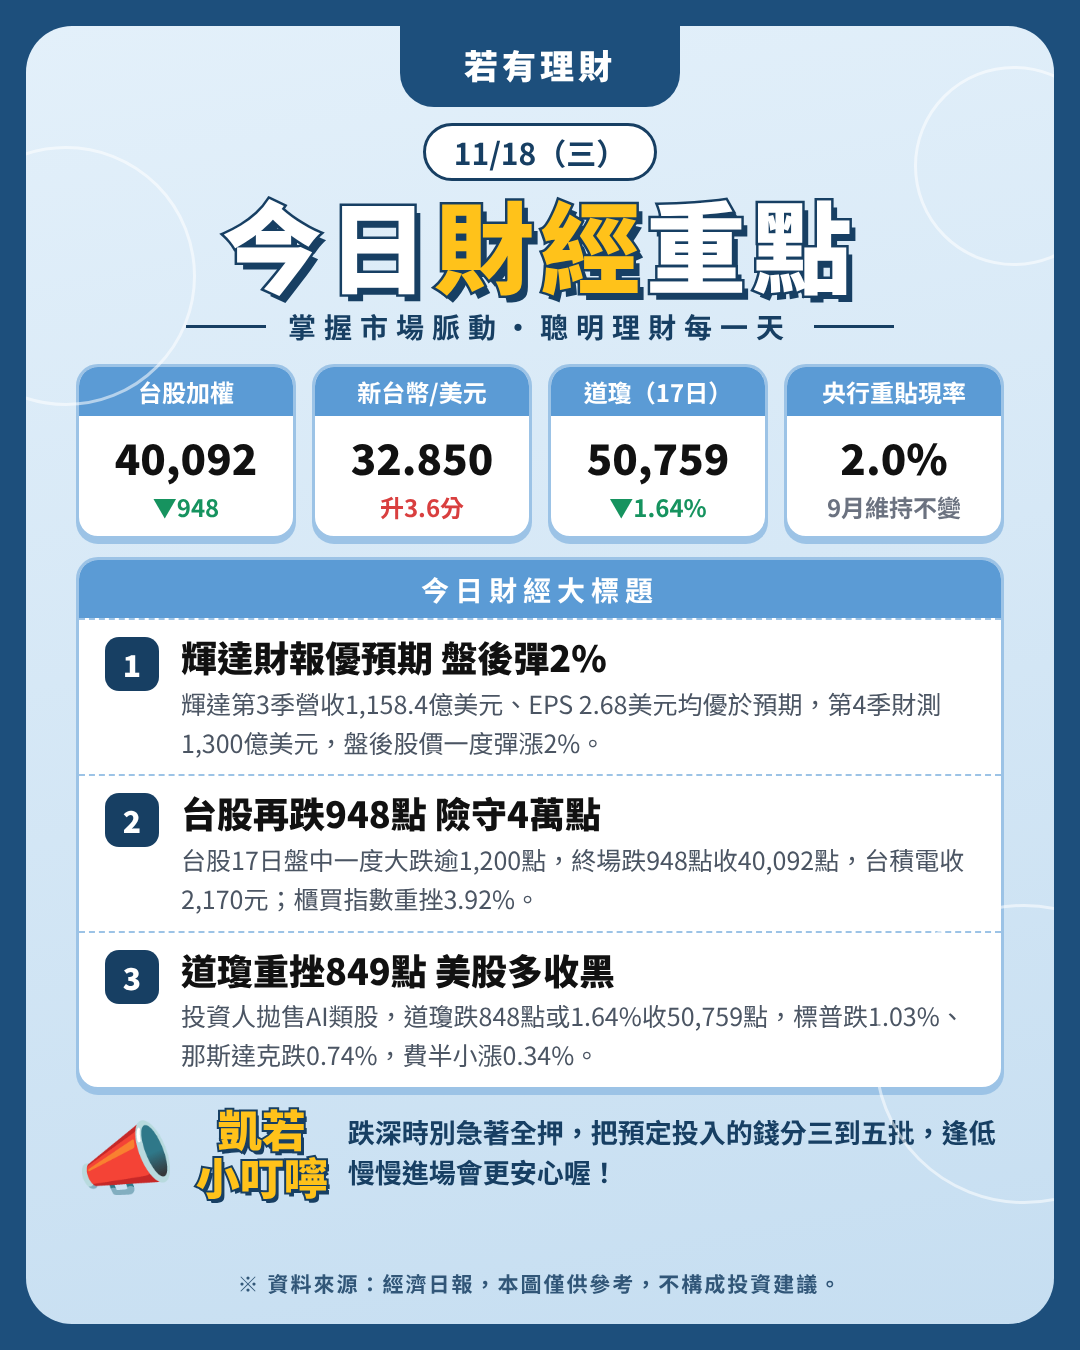 若有理財
11/18（三）
今日財經重點
掌握市場脈動・聰明理財每一天
台股加權
40,092
▼948
新台幣/美元
32.850
升3.6分
道瓊（17日）
50,759
▼1.64%
央行重貼現率
2.0%
9月維持不變
今日財經大標題
1
輝達財報優預期 盤後彈2%
輝達第3季營收1,158.4億美元、EPS 2.68美元均優於預期，第4季財測
1,300億美元，盤後股價一度彈漲2%。
2
台股再跌948點 險守4萬點
台股17日盤中一度大跌逾1,200點，終場跌948點收40,092點，台積電收
2,170元；櫃買指數重挫3.92%。
3
道瓊重挫849點 美股多收黑
投資人拋售AI類股，道瓊跌848點或1.64%收50,759點，標普跌1.03%、
那斯達克跌0.74%，費半小漲0.34%。
凱若
小叮嚀
跌深時別急著全押，把預定投入的錢分三到五批，逢低
慢慢進場會更安心喔！
※ 資料來源：經濟日報，本圖僅供參考，不構成投資建議。